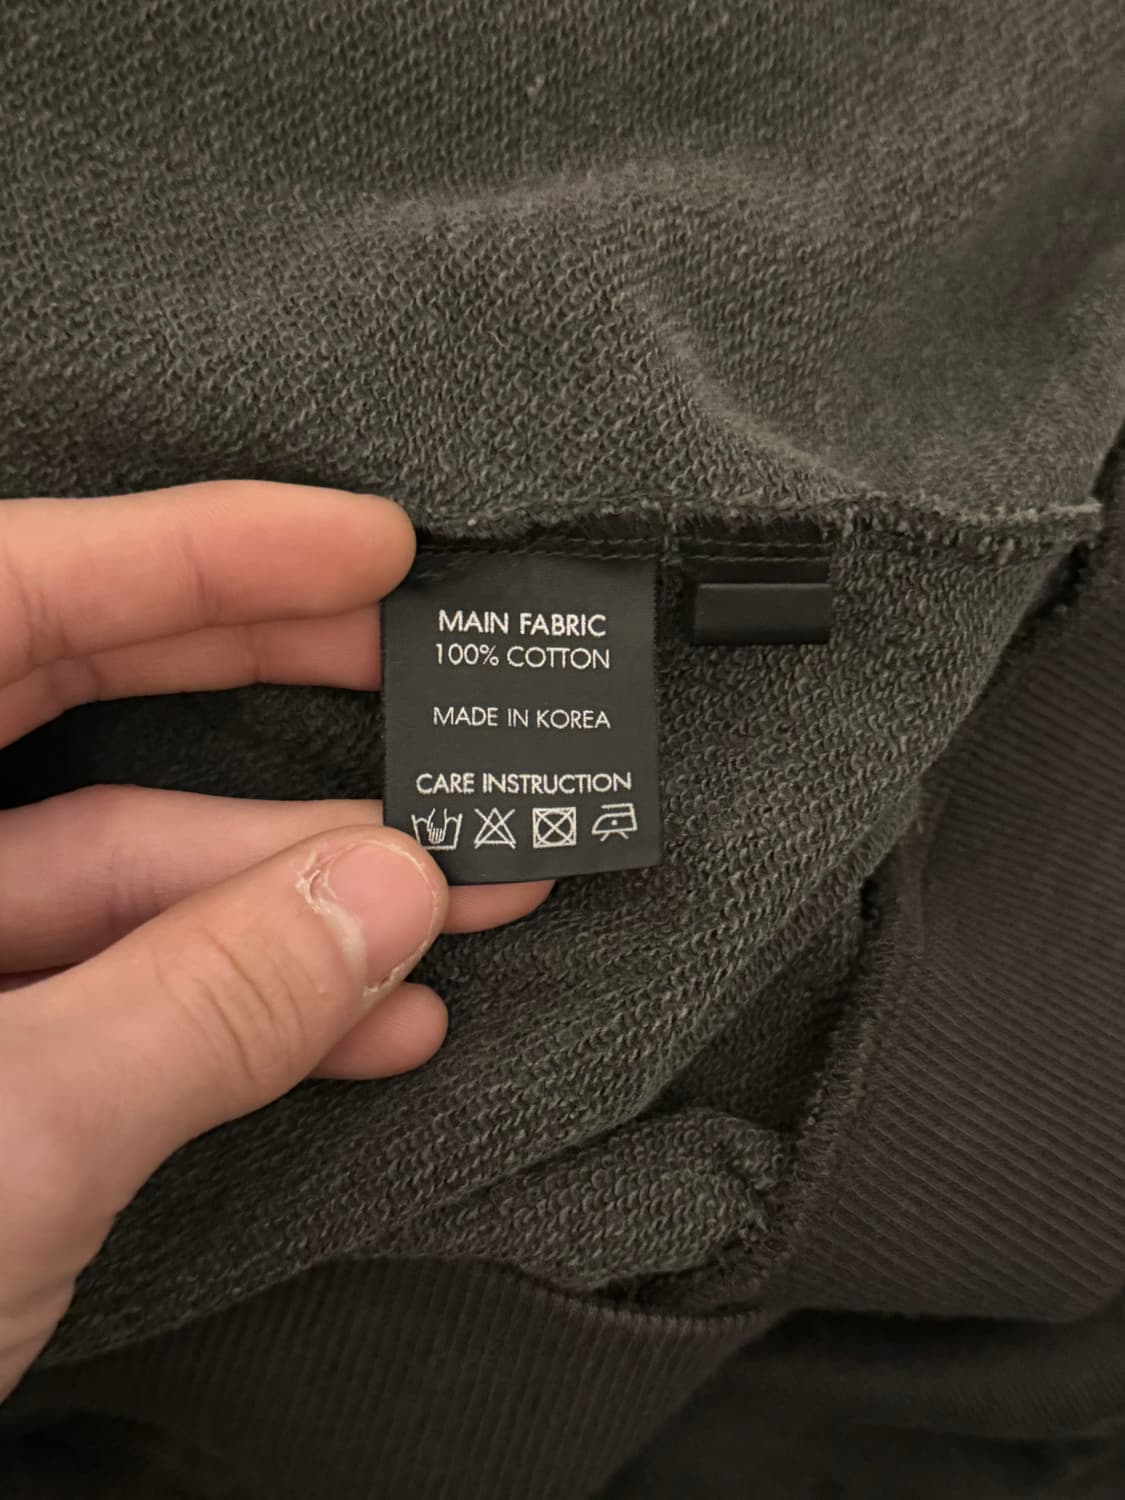 MAIN FABRIC
100% COTTON
MADE IN KOREA
CARE INSTRUCTION